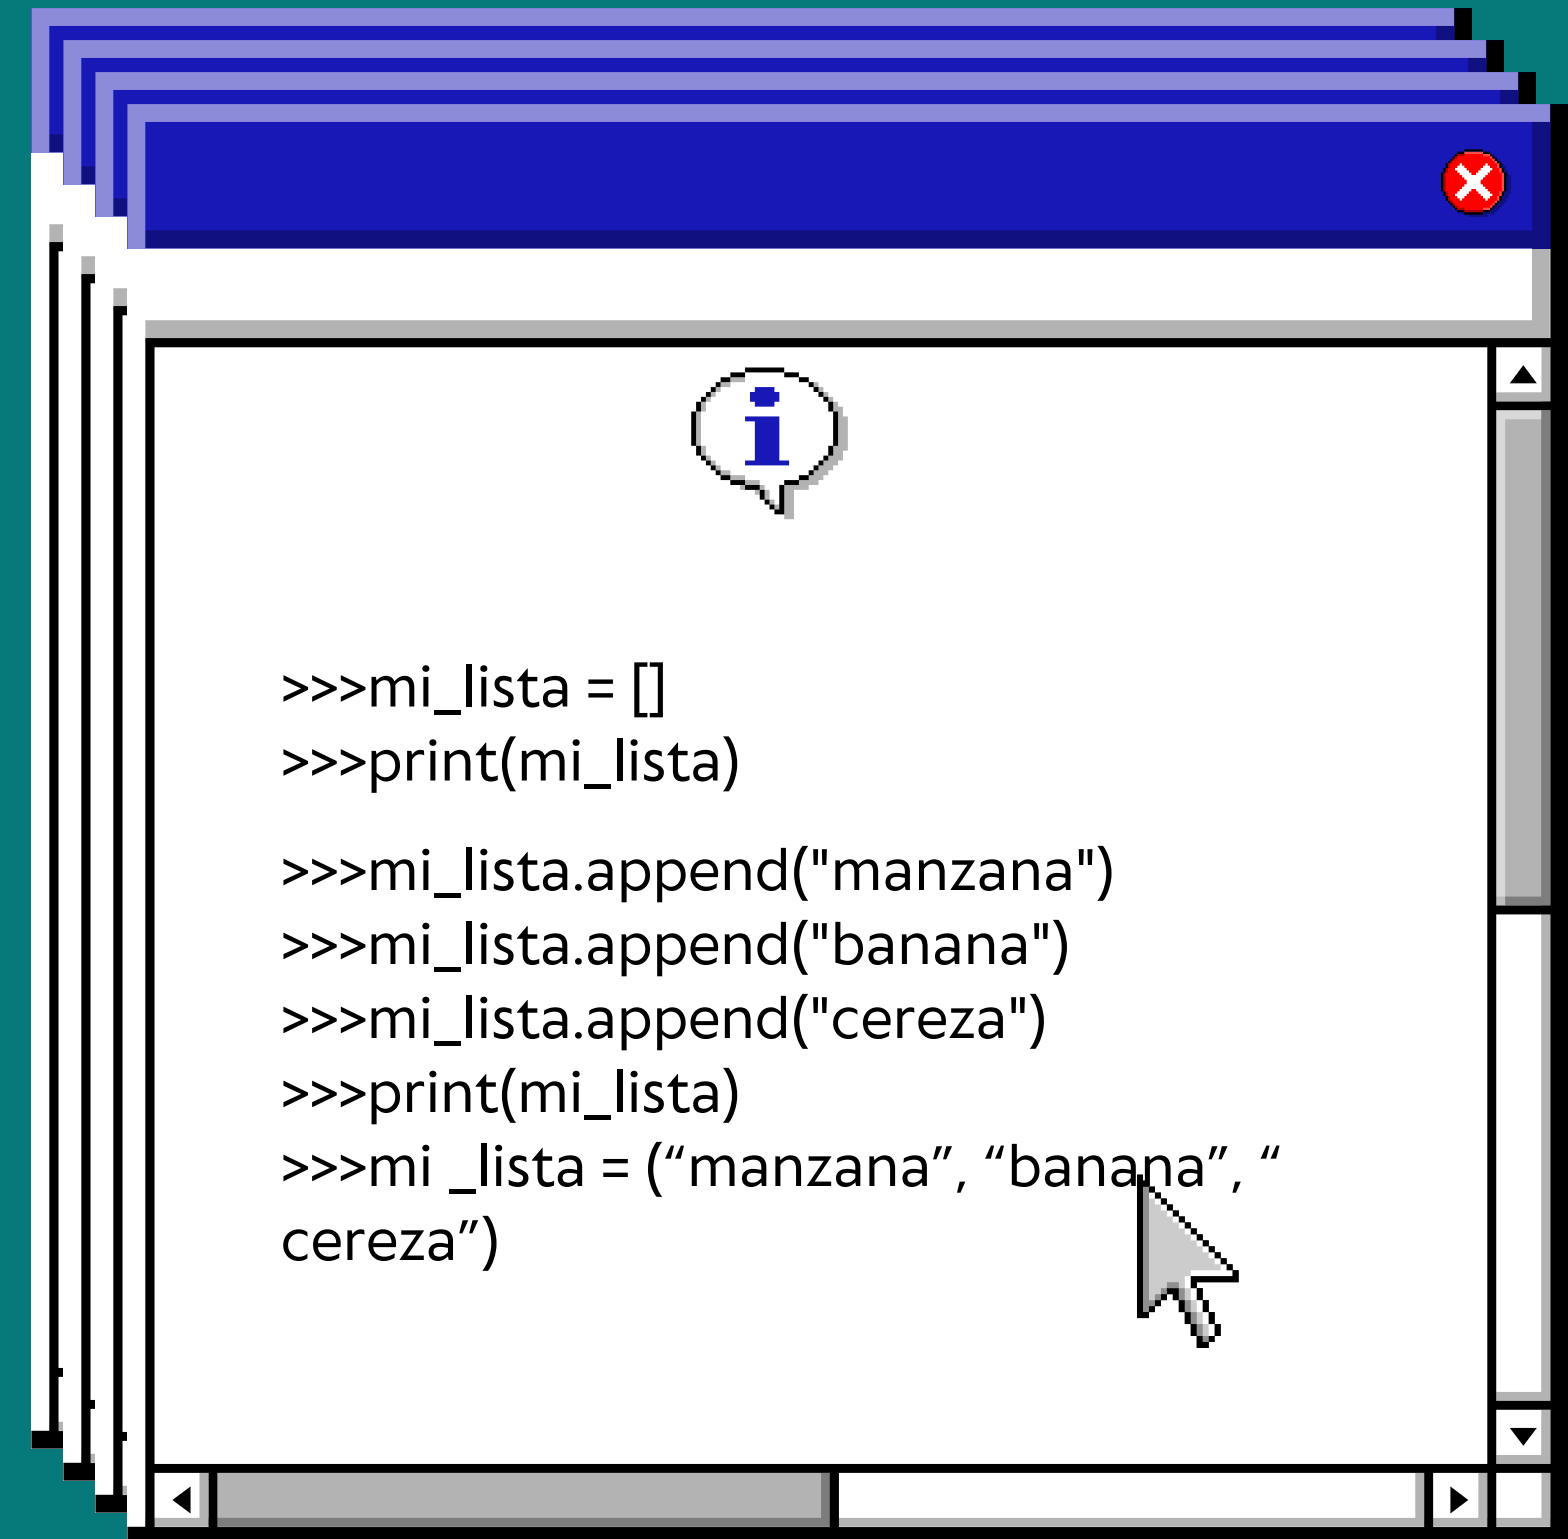 i
>>>mi_lista = []
>>>print(mi_lista)
>>>mi_lista.append("manzana")
>>>mi_lista.append("banana")
>>>mi_lista.append("cereza")
>>>print(mi_lista)
>>>mi _lista = (“manzana”, “banana”, “
cereza”)